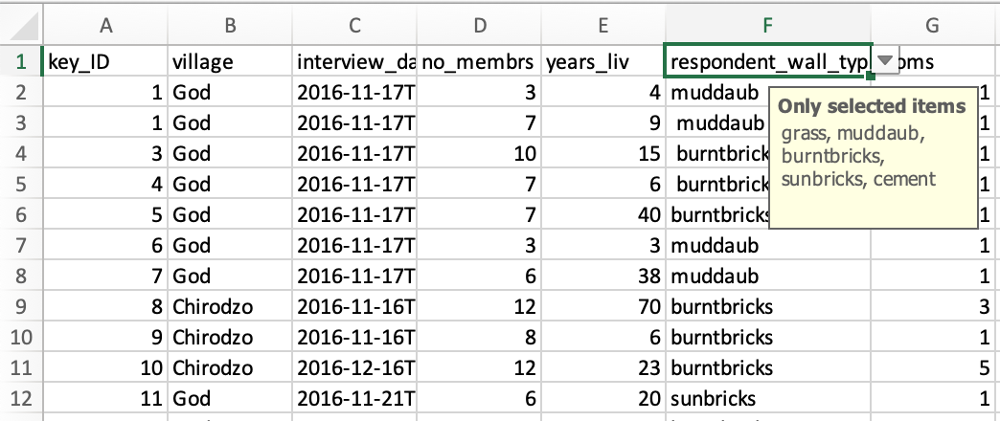 A B C D E F G
1 key_ID village interview_da no_membrs years_liv respondent_wall_typ oms
2 1 God 2016-11-17T 3 4 muddaub 1
3 1 God 2016-11-17T 7 9 muddaub 1
4 3 God 2016-11-17T 10 15 burntbrick 1
5 4 God 2016-11-17T 7 6 burntbrick 1
6 5 God 2016-11-17T 7 40 burntbricks 1
7 6 God 2016-11-17T 3 3 muddaub 1
8 7 God 2016-11-17T 6 38 muddaub 1
9 8 Chirodzo 2016-11-16T 12 70 burntbricks 3
10 9 Chirodzo 2016-11-16T 8 6 burntbricks 1
11 10 Chirodzo 2016-12-16T 12 23 burntbricks 5
12 11 God 2016-11-21T 6 20 sunbricks 1
Only selected items
grass, muddaub,
burntbricks,
sunbricks, cement